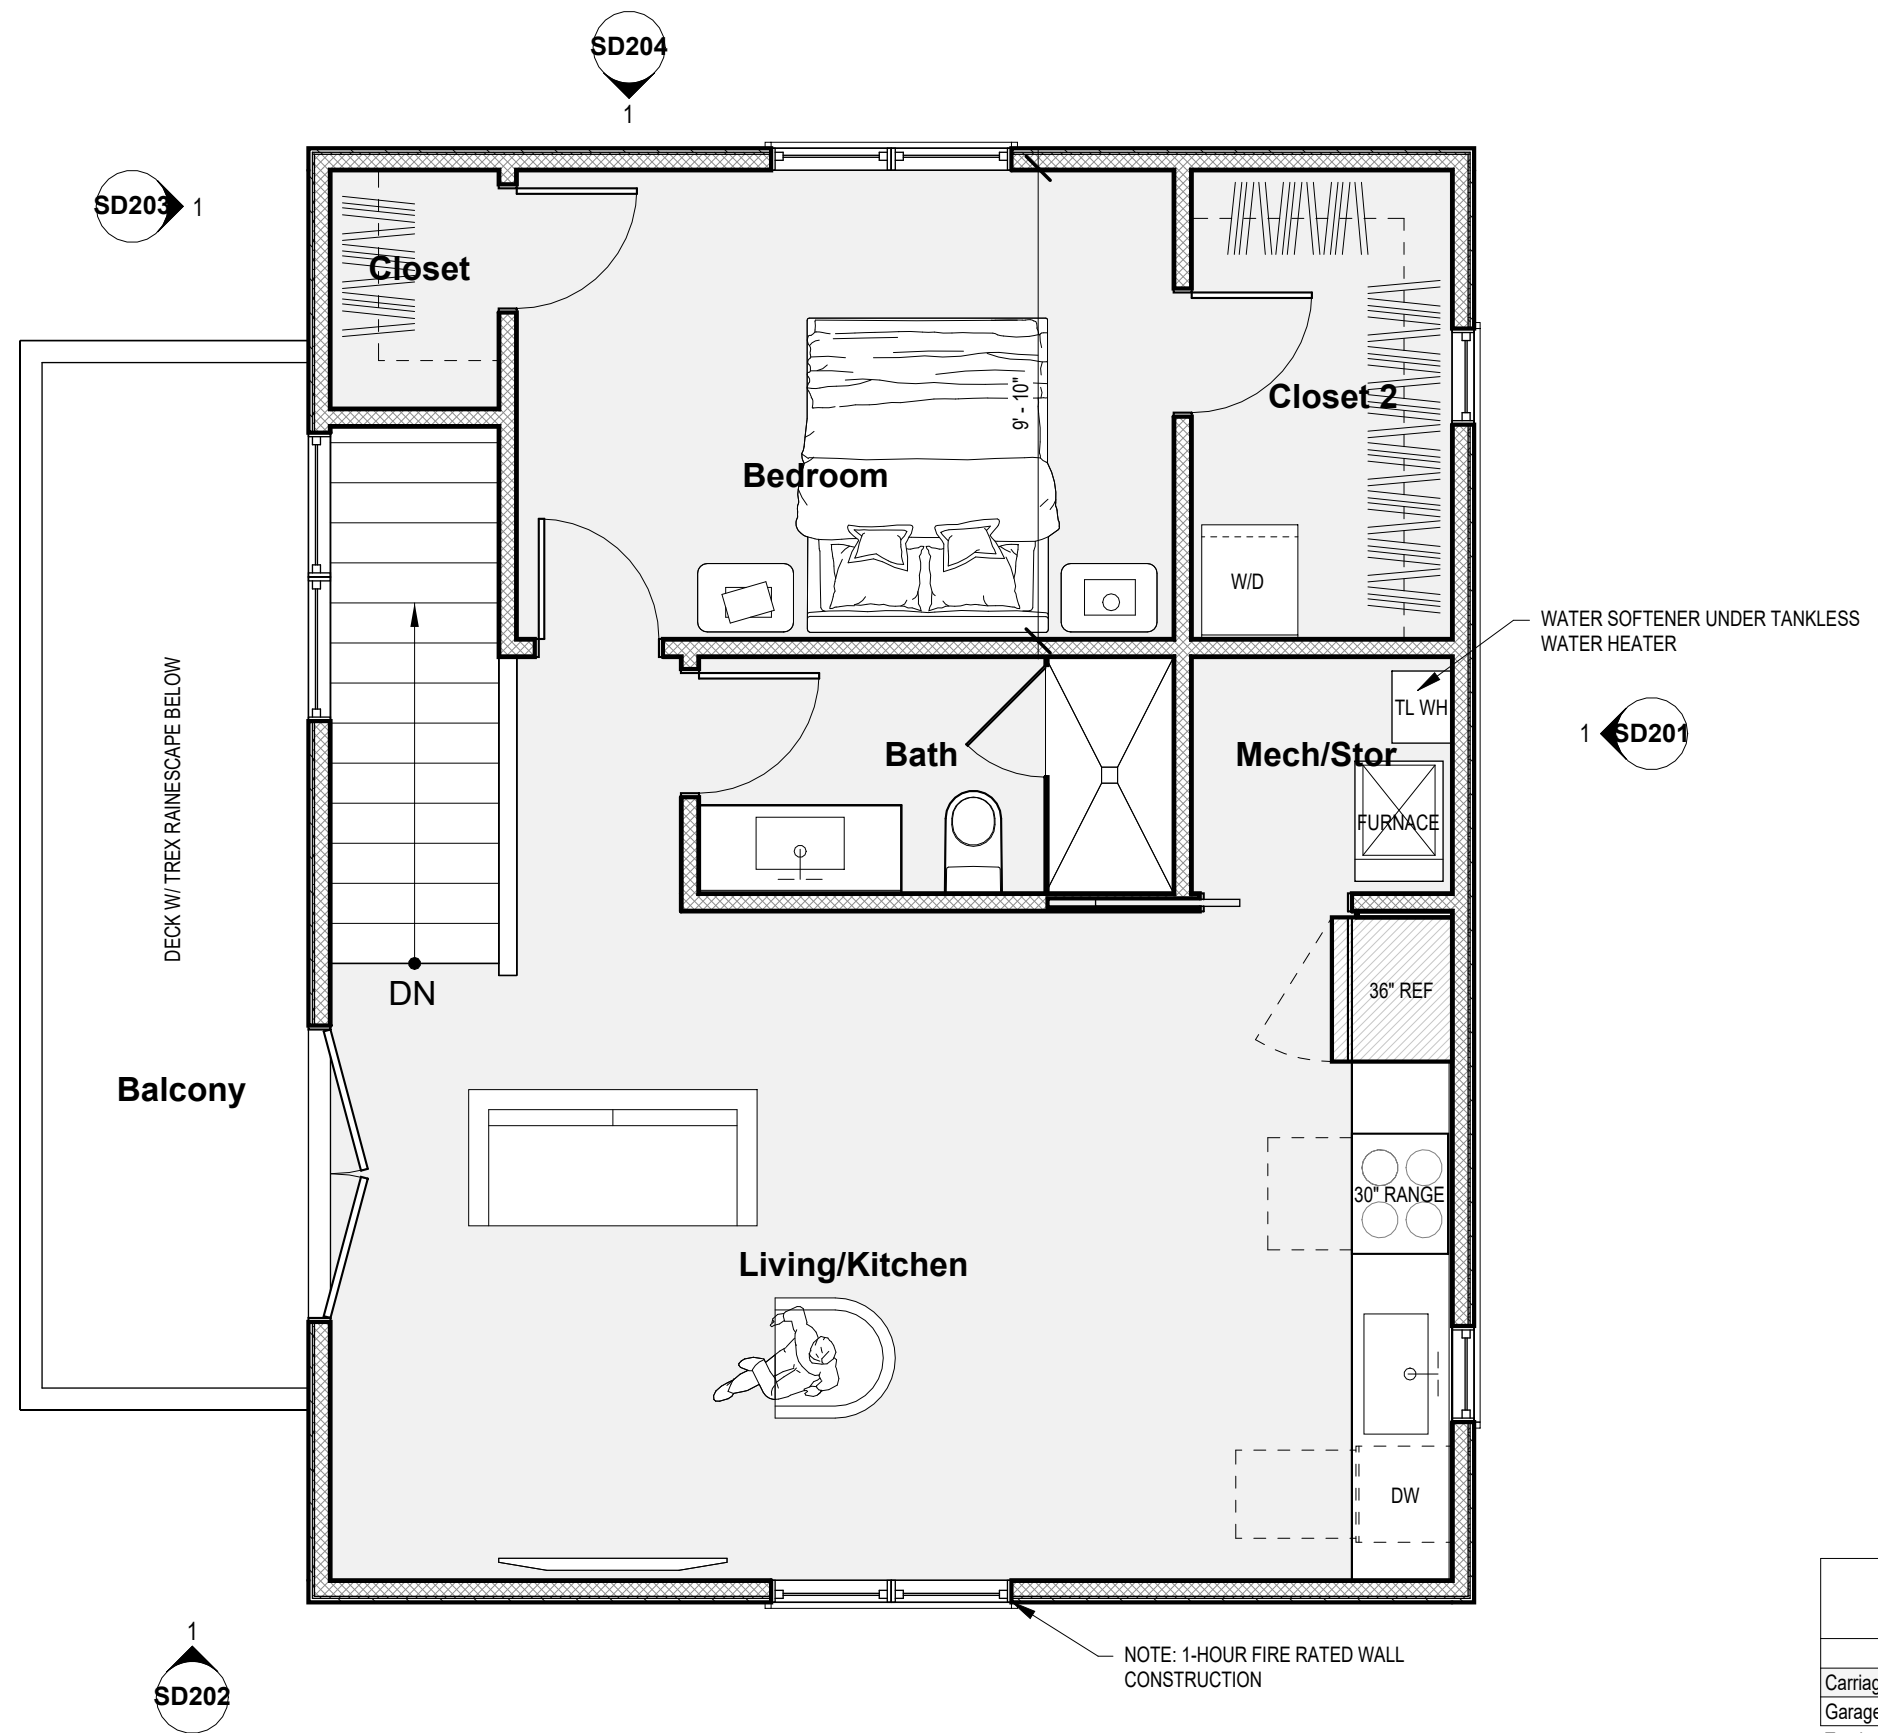 SD204
1
SD203
1
Closet
Closet 2
9' - 10"
Bedroom
W/D
WATER SOFTENER UNDER TANKLESS
WATER HEATER
TL WH
1
SD201
Bath
Mech/Stor
FURNACE
DECK W/ TREX RAINESCAPE BELOW
DN
36" REF
Balcony
30" RANGE
Living/Kitchen
DW
1
SD202
NOTE: 1-HOUR FIRE RATED WALL
CONSTRUCTION
Carriag
Garage